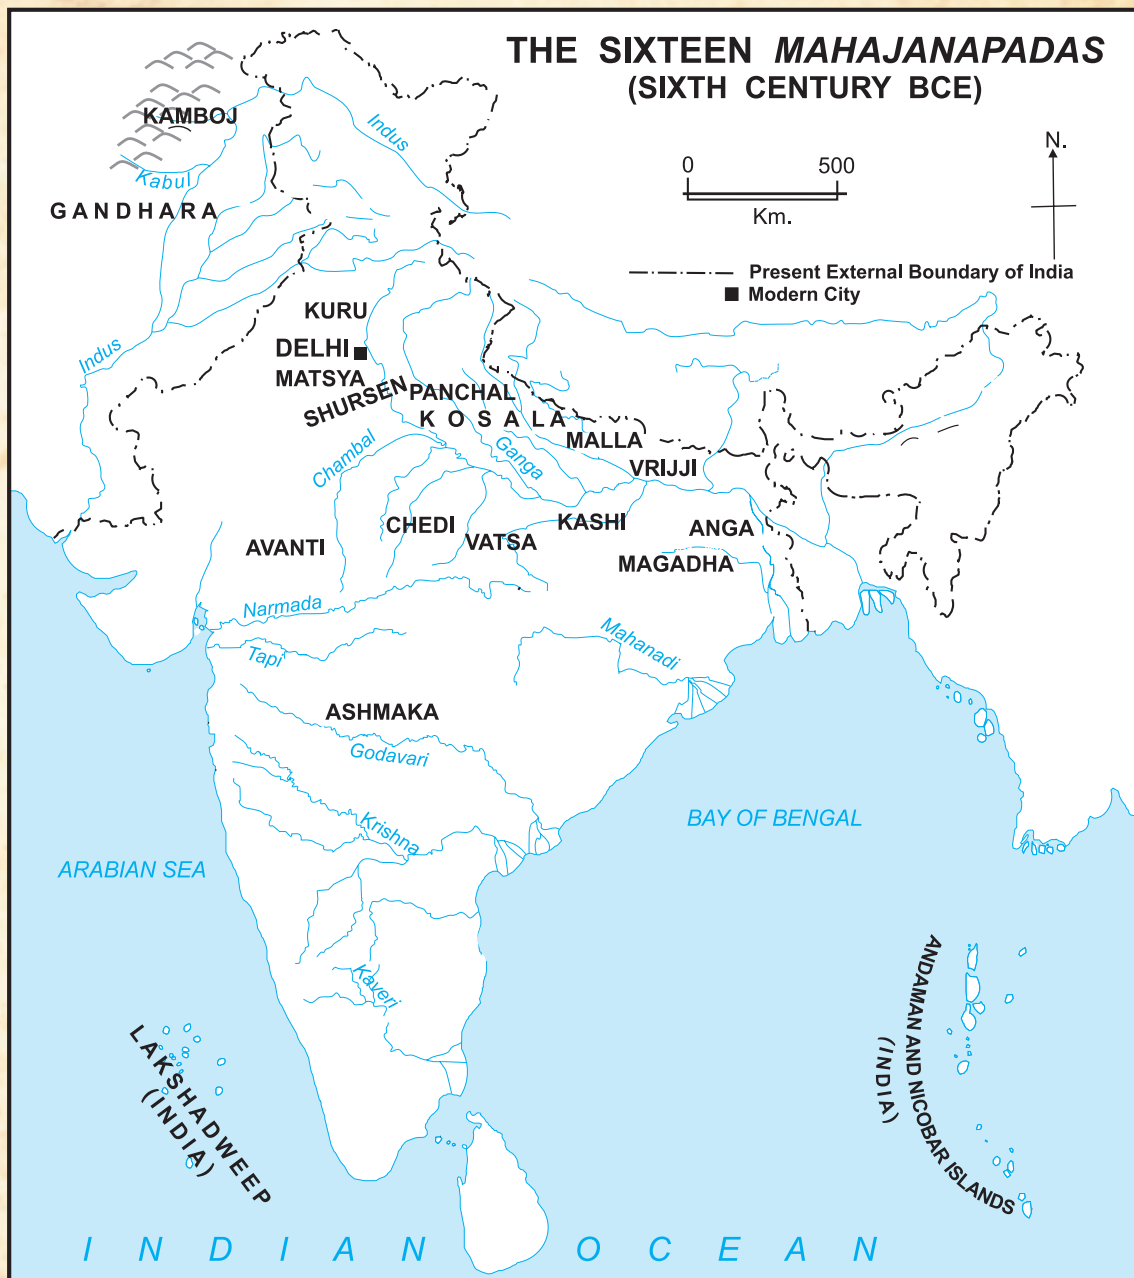 THE SIXTEEN MAHAJANAPADAS
(SIXTH CENTURY BCE)
0 500
Km.
N.
Present External Boundary of India
Modern City
KAMBOJ
Indus
Kabul
GANDHARA
KURU
Indus
DELHI
MATSYA
SHURSEN
PANCHAL
KOSALA
MALLA
Chambal
Ganga
VRIJJI
CHEDI
KASHI
ANGA
AVANTI
VATSA
MAGADHA
Narmada
Mahanadi
Tapi
ASHMAKA
Godavari
Krishna
BAY OF BENGAL
ARABIAN SEA
Kaveri
ANDAMAN AND NICOBAR ISLANDS
(INDIA)
LAKSHADWEEP
(INDIA)
INDIAN OCEAN